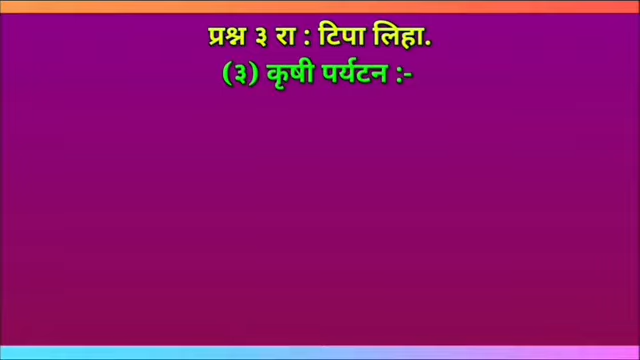 प्रश्न ३ रा : टिपा लिहा.
(३) कृषी पर्यटन :-